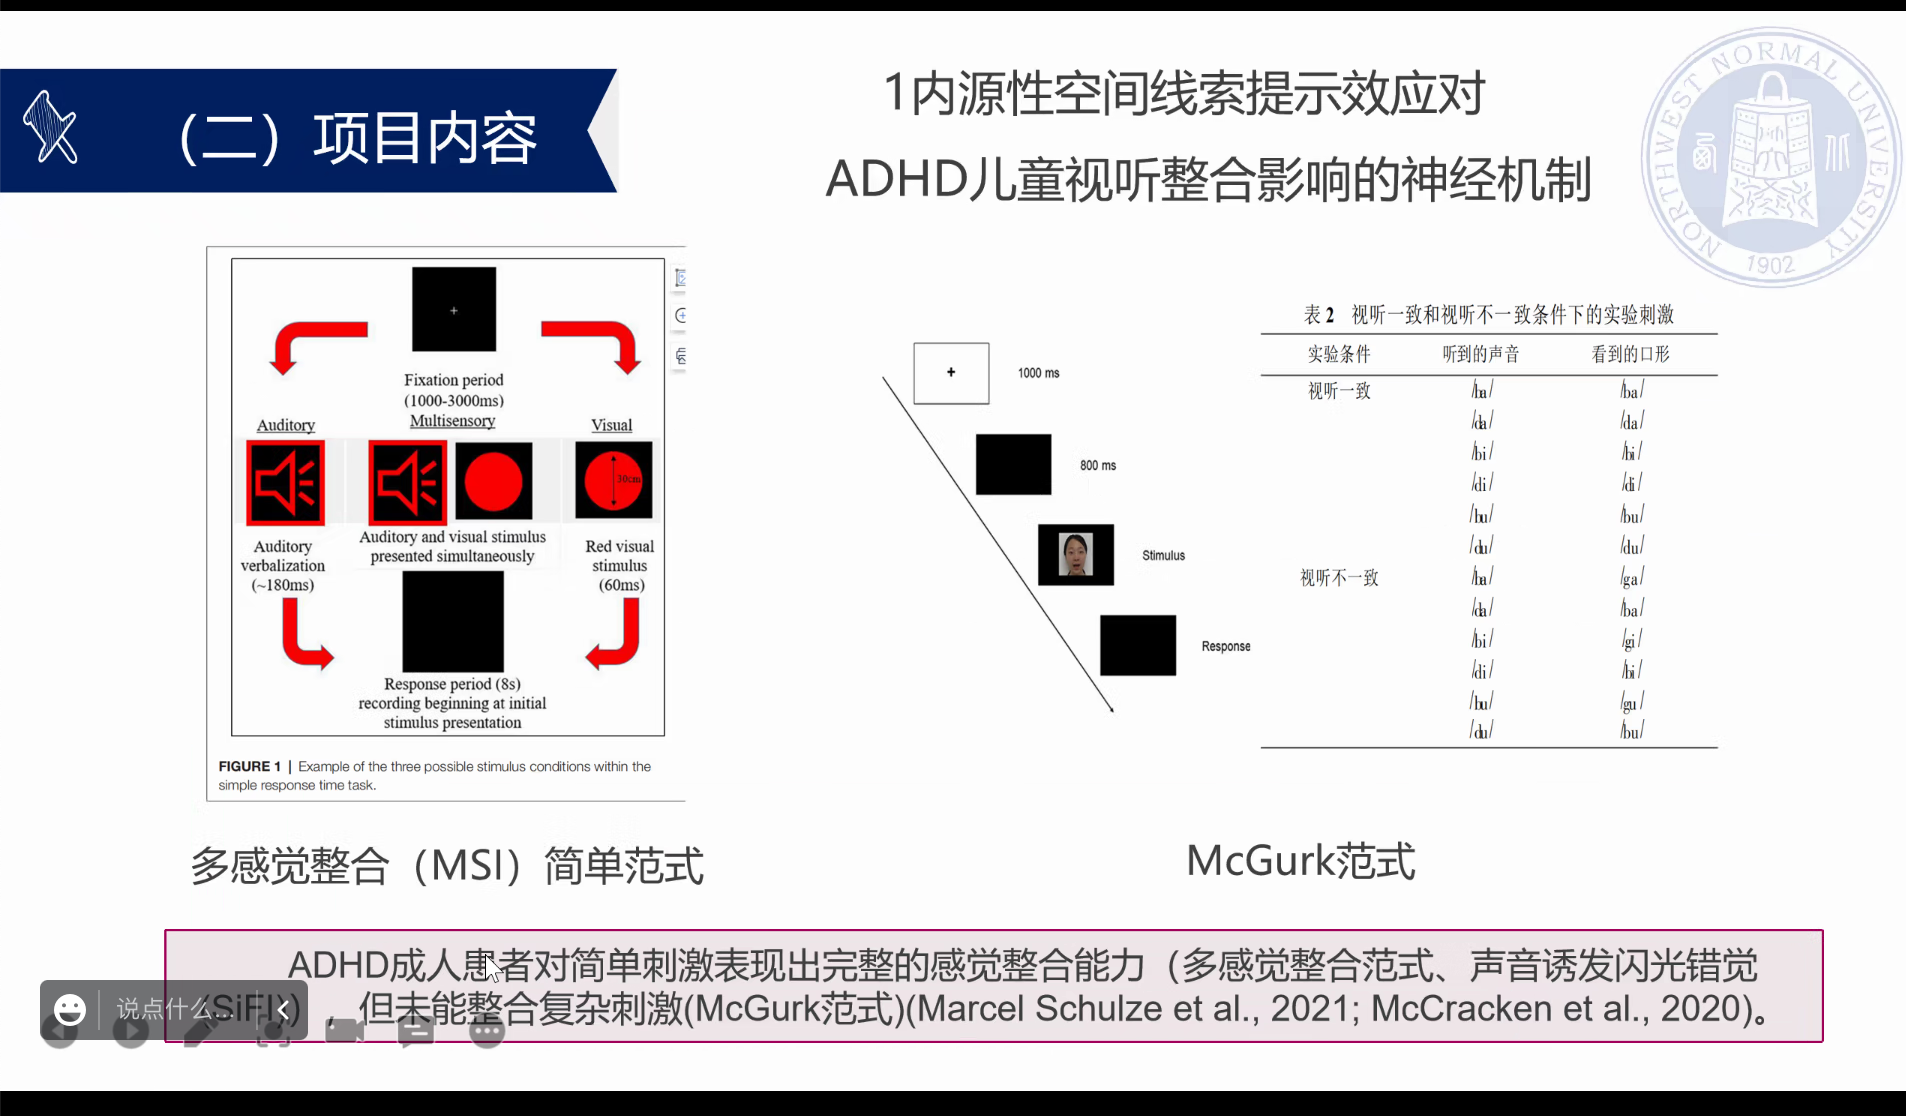 （二）项目内容
1内源性空间线索提示效应对
ADHD儿童视听整合影响的神经机制
NORTHWEST NORMAL UNIVERSITY
1902
Fixation period
(1000-3000ms)
Multisensory
Auditory
Visual
30cm
Auditory
verbalization
(~180ms)
Auditory and visual stimulus
presented simultaneously
Red visual
stimulus
(60ms)
Response period (8s)
recording beginning at initial
stimulus presentation
FIGURE 1 | Example of the three possible stimulus conditions within the
simple response time task.
多感觉整合（MSI）简单范式
1000 ms
800 ms
Stimulus
Response
表 2 视听一致和视听不一致条件下的实验刺激
实验条件 听到的声音 看到的口形
视听一致 /ba/ /ba/
/da/ /da/
/bi/ /bi/
/di/ /di/
/bu/ /bu/
/du/ /du/
视听不一致 /ba/ /ga/
/da/ /ba/
/bi/ /gi/
/di/ /bi/
/bu/ /gu/
/du/ /bu/
McGurk范式
ADHD成人患者对简单刺激表现出完整的感觉整合能力（多感觉整合范式、声音诱发闪光错觉
(SiFI)），但未能整合复杂刺激(McGurk范式)(Marcel Schulze et al., 2021; McCracken et al., 2020)。
说点什么...